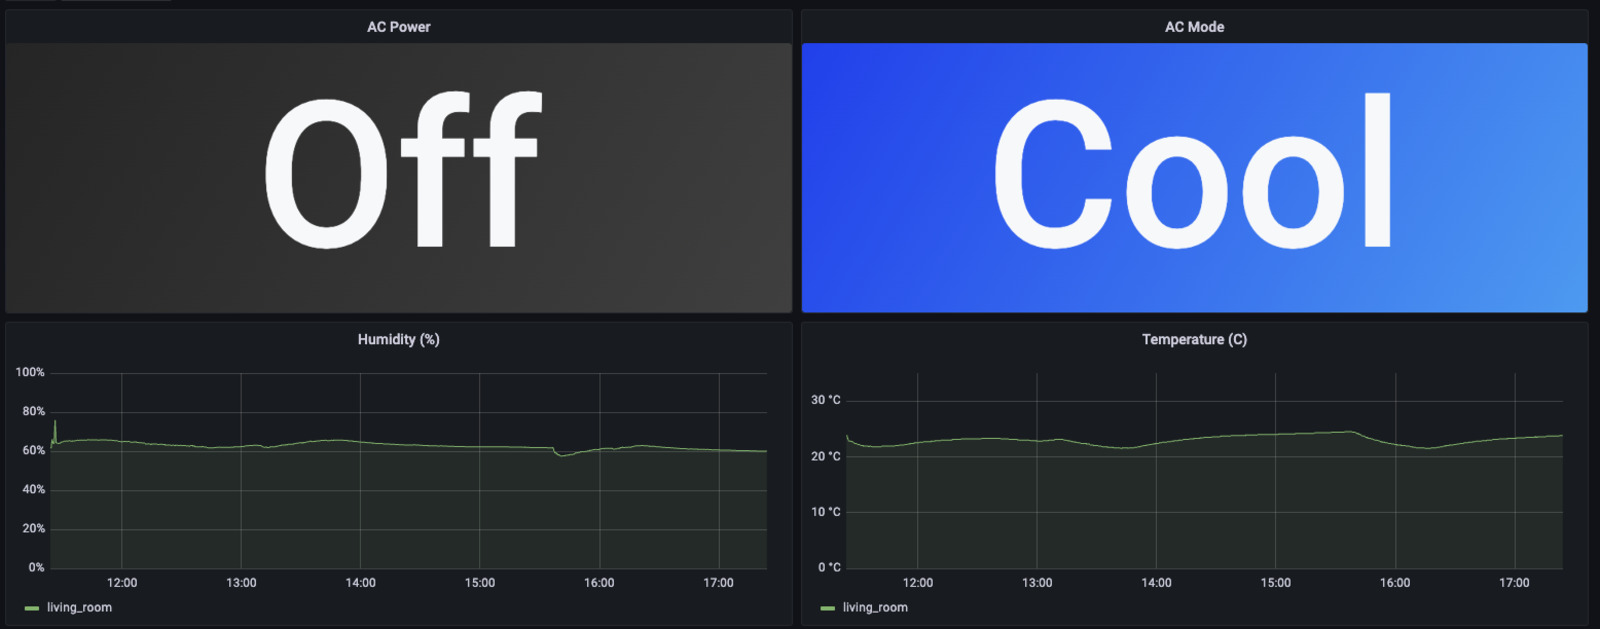 AC Power
Off
AC Mode
Cool
Humidity (%)
100%
80%
60%
40%
20%
0%
12:00 13:00 14:00 15:00 16:00 17:00
living_room
Temperature (C)
30 °C
20 °C
10 °C
0 °C
12:00 13:00 14:00 15:00 16:00 17:00
living_room